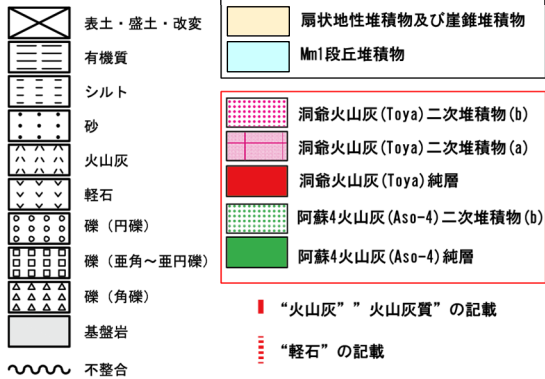 表土・盛土・改変
有機質
シルト
砂
火山灰
軽石
礫（円礫）
礫（亜角～亜円礫）
礫（角礫）
基盤岩
不整合
扇状地性堆積物及び崖錐堆積物
Mm1段丘堆積物
洞爺火山灰(Toya)二次堆積物(b)
洞爺火山灰(Toya)二次堆積物(a)
洞爺火山灰(Toya)純層
阿蘇4火山灰(Aso-4)二次堆積物(b)
阿蘇4火山灰(Aso-4)純層
“火山灰””火山灰質”の記載
“軽石”の記載